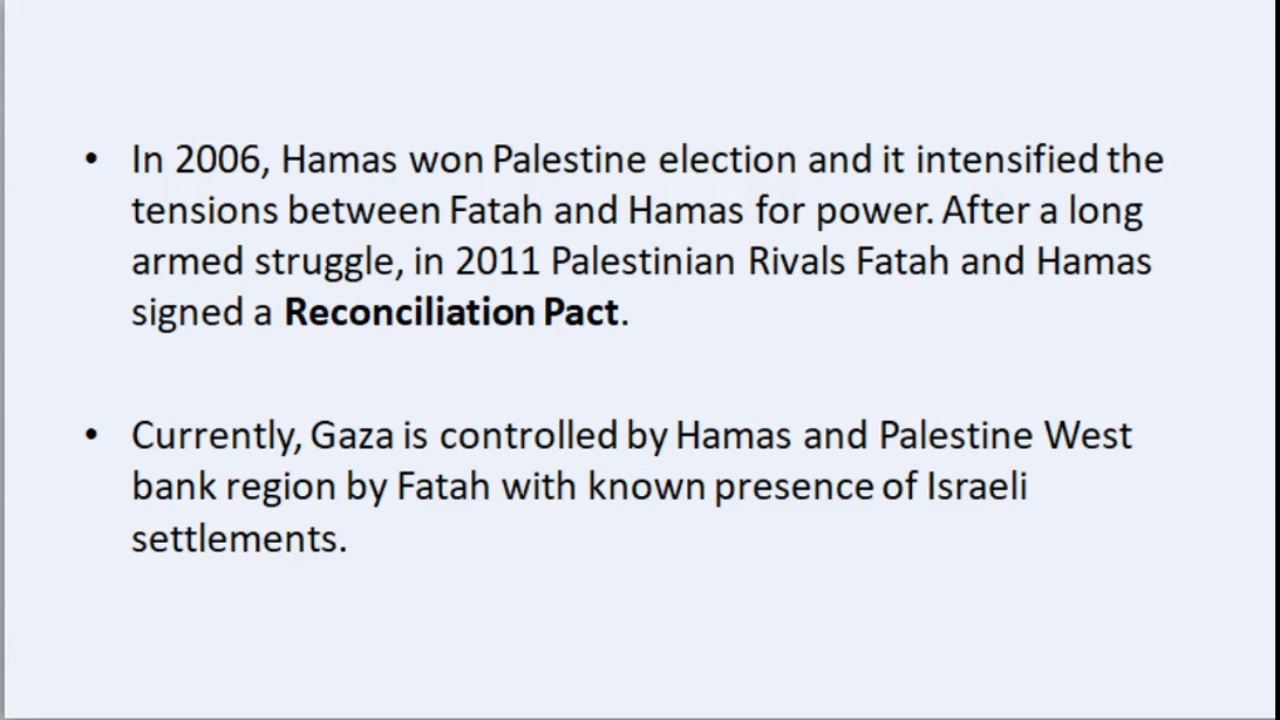 • In 2006, Hamas won Palestine election and it intensified the
tensions between Fatah and Hamas for power. After a long
armed struggle, in 2011 Palestinian Rivals Fatah and Hamas
signed a Reconciliation Pact.
• Currently, Gaza is controlled by Hamas and Palestine West
bank region by Fatah with known presence of Israeli
settlements.